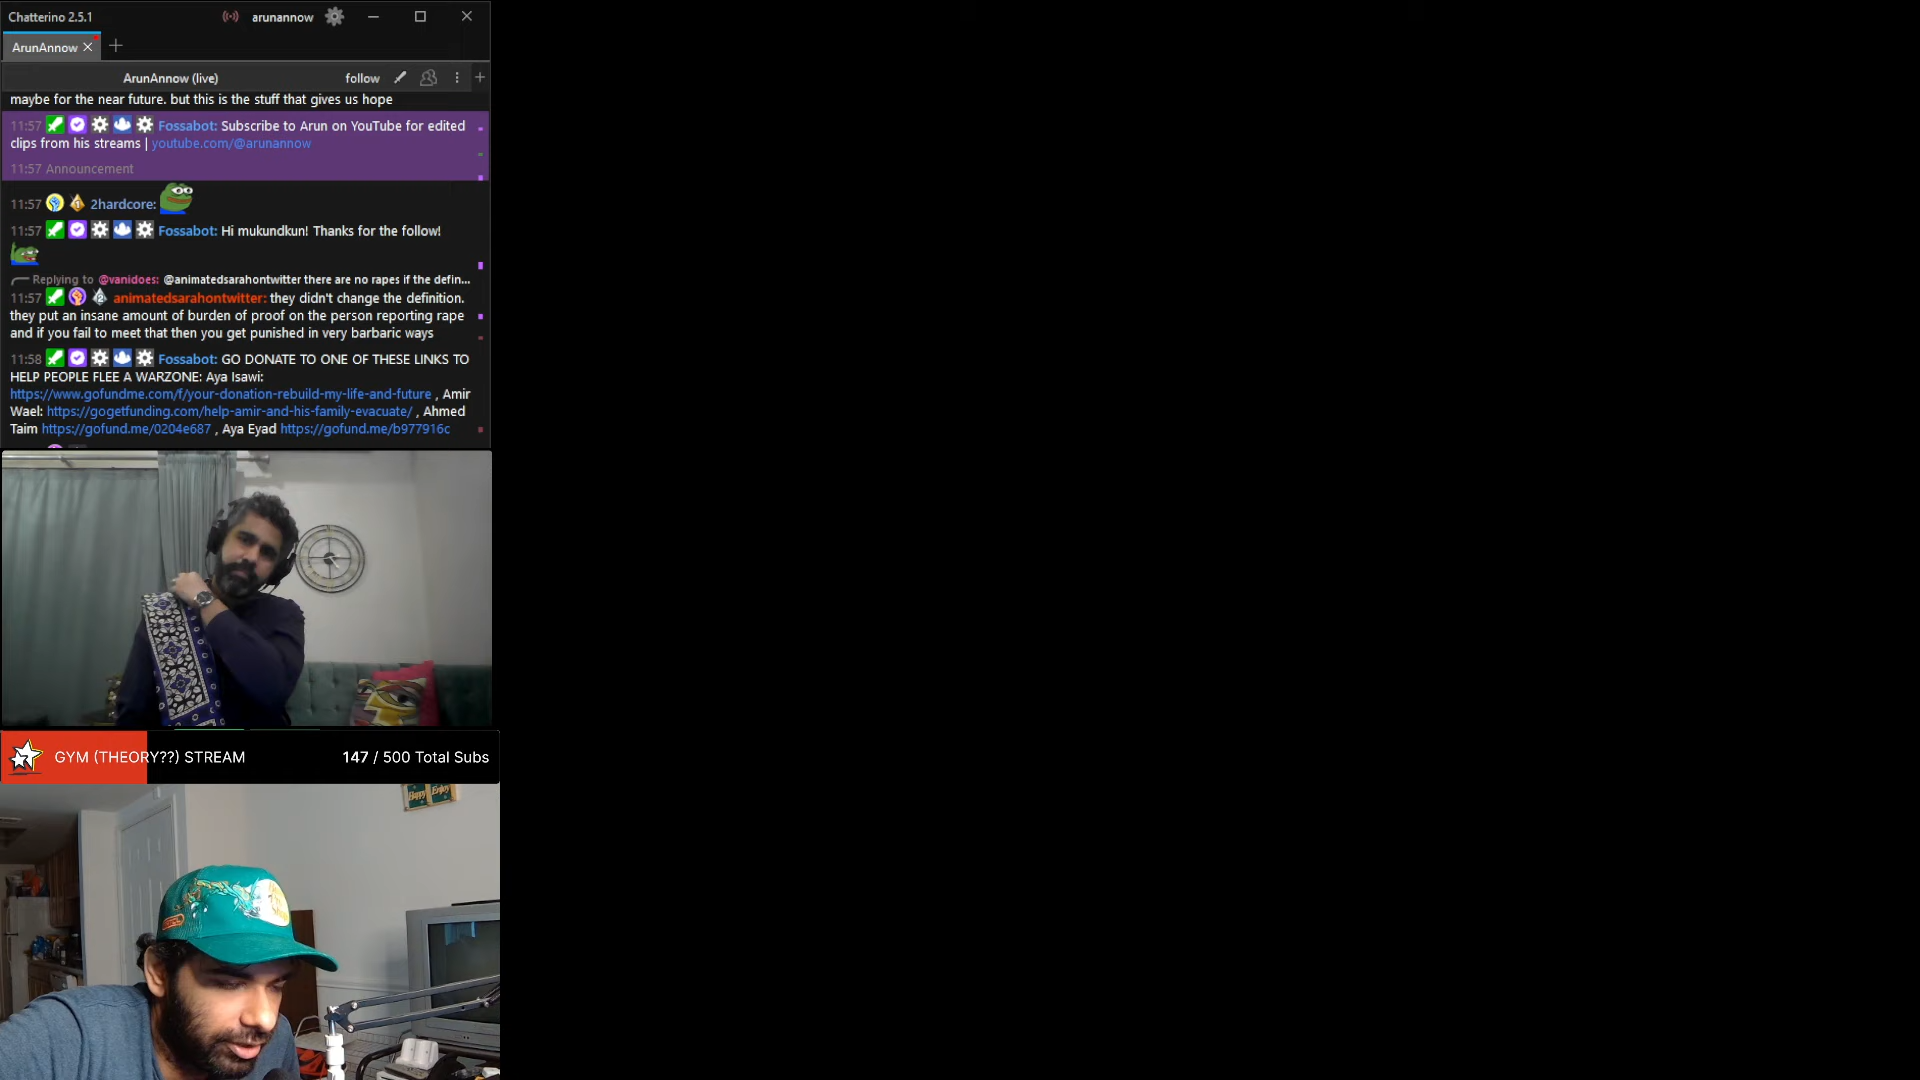 Chatterino 2.5.1
arunannow
ArunAnnow
ArunAnnow (live)
follow
maybe for the near future. but this is the stuff that gives us hope
11:57 Fossabot: Subscribe to Arun on YouTube for edited
clips from his streams | youtube.com/@arunannow
11:57 Announcement
11:57 2hardcore:
11:57 Fossabot: Hi mukundkun! Thanks for the follow!
Replying to @vanidoes: @animatedsarahontwitter there are no rapes if the defin...
11:57 animatedsarahontwitter: they didn't change the definition.
they put an insane amount of burden of proof on the person reporting rape
and if you fail to meet that then you get punished in very barbaric ways
11:58 Fossabot: GO DONATE TO ONE OF THESE LINKS TO
HELP PEOPLE FLEE A WARZONE: Aya Isawi:
https://www.gofundme.com/f/your-donation-rebuild-my-life-and-future , Amir
Wael: https://gogetfunding.com/help-amir-and-his-family-evacuate/ , Ahmed
Taim https://gofund.me/0204e687 , Aya Eyad https://gofund.me/b977916c
GYM (THEORY??) STREAM
147 / 500 Total Subs
Happy Enjoy